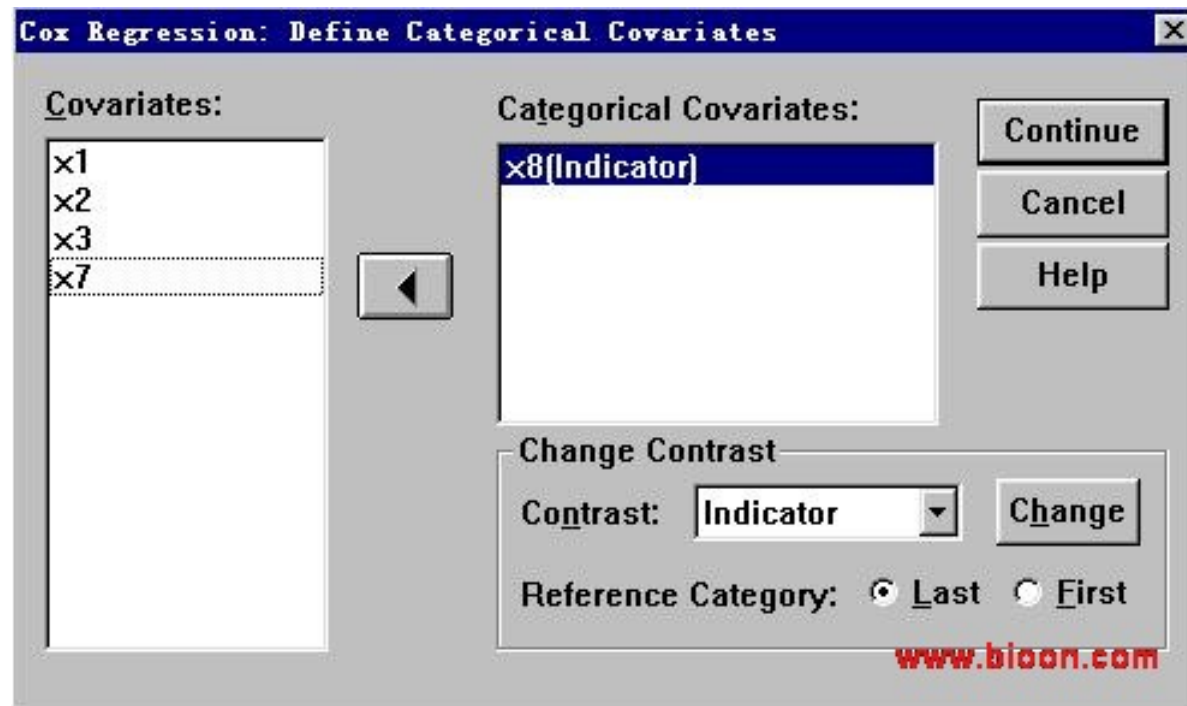 Cox Regression: Define Categorical Covariates
Covariates:
x1
x2
x3
x7
Categorical Covariates:
x8(Indicator)
Continue
Cancel
Help
Change Contrast
Contrast:
Indicator
Change
Reference Category:
Last
First
www.bioon.com